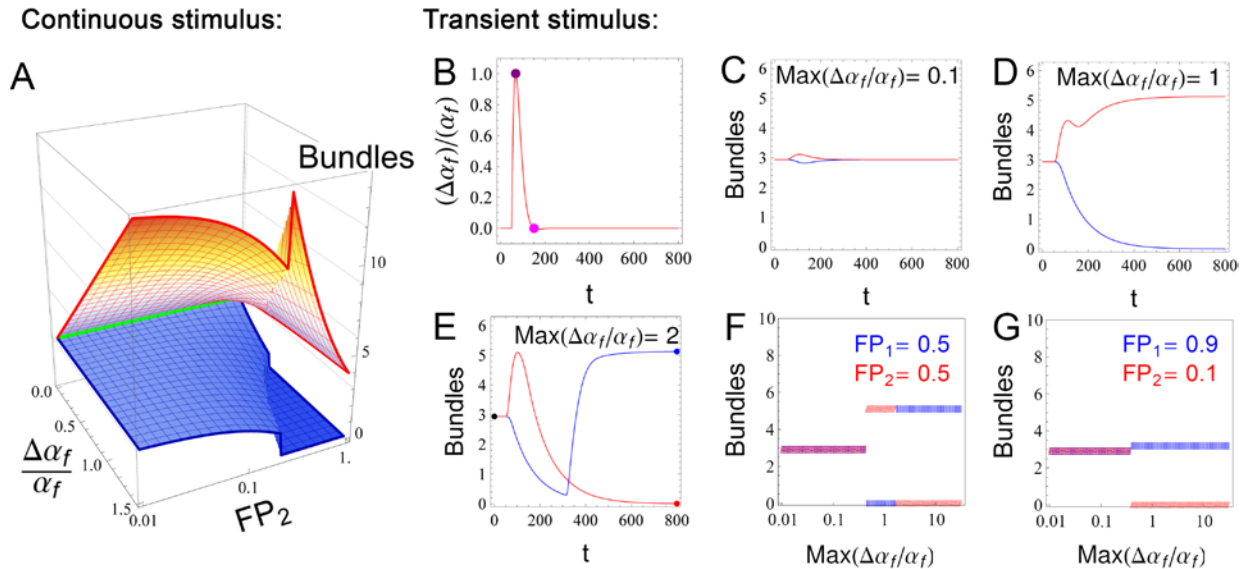 Continuous stimulus:
Transient stimulus:
A
Bundles
10
5
0
0.0
0.5
1.0
1.5
Δα_f
α_f
0.01
0.1
1.
FP₂
B
(Δα_f)/(α_f)
1.0
0.8
0.6
0.4
0.2
0.0
0 200 400 600 800
t
C
Max(Δα_f/α_f)= 0.1
Bundles
6
5
4
3
2
1
0
0 200 400 600 800
t
D
Max(Δα_f/α_f)= 1
Bundles
6
5
4
3
2
1
0
0 200 400 600 800
t
E
Max(Δα_f/α_f)= 2
Bundles
6
5
4
3
2
1
0
0 200 400 600 800
t
F
FP₁= 0.5
FP₂= 0.5
Bundles
10
8
6
4
2
0
0.01 0.1 1 10
Max(Δα_f/α_f)
G
FP₁= 0.9
FP₂= 0.1
Bundles
10
8
6
4
2
0
0.01 0.1 1 10
Max(Δα_f/α_f)